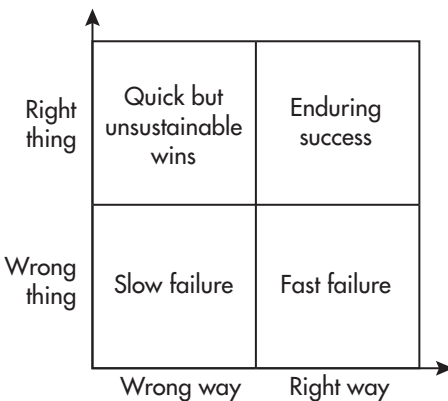 Right
thing
Quick but
unsustainable
wins
Enduring
success
Wrong
thing
Slow failure
Fast failure
Wrong way
Right way